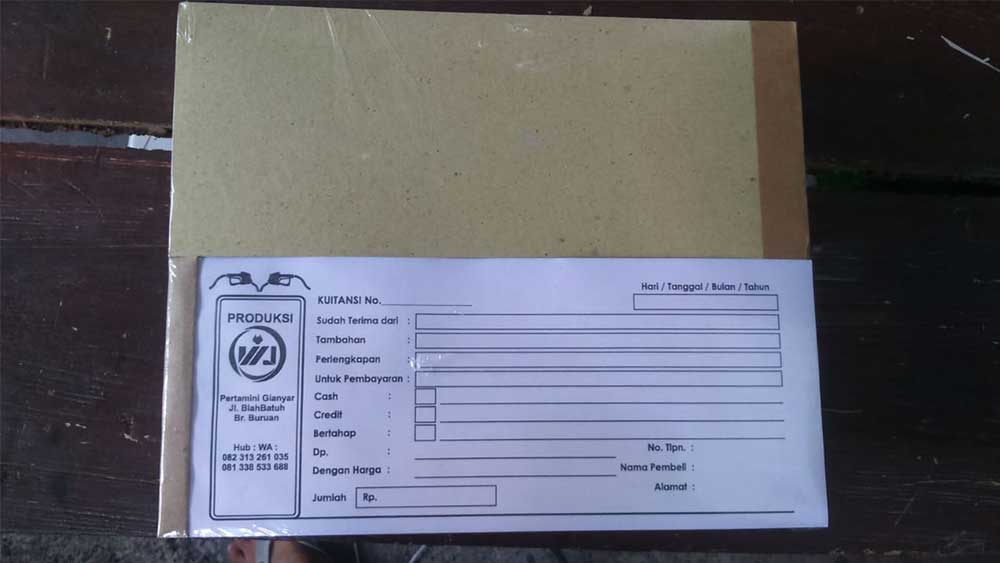 PRODUKSI
Pertamini Gianyar
Jl. BlahBatuh
Br. Buruan
Hub : WA :
082 313 261 035
081 338 533 688
KUITANSI No.
Hari / Tanggal / Bulan / Tahun
Sudah Terima dari :
Tambahan :
Perlengkapan :
Untuk Pembayaran :
Cash :
Credit :
Bertahap :
Dp. :
Dengan Harga :
Jumlah Rp.
No. Tlpn. :
Nama Pembeli :
Alamat :